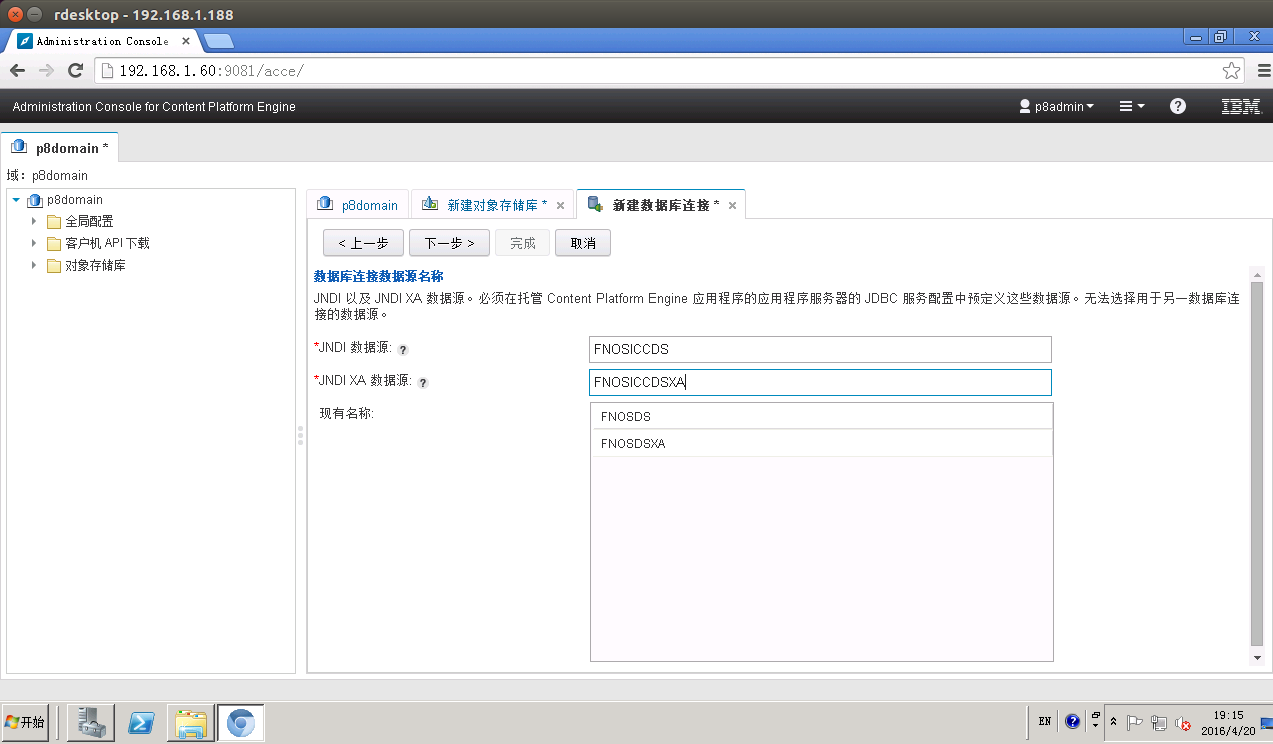 rdesktop - 192.168.1.188
Administration Console
192.168.1.60:9081/acce/
Administration Console for Content Platform Engine
p8admin
IBM
p8domain *
域: p8domain
p8domain
全局配置
客户机 API 下载
对象存储库
p8domain
新建对象存储库 *
新建数据库连接 *
< 上一步
下一步 >
完成
取消
数据库连接数据源名称
JNDI 以及 JNDI XA 数据源。必须在托管 Content Platform Engine 应用程序的应用程序服务器的 JDBC 服务配置中预定义这些数据源。无法选择用于另一数据库连
接的数据源。
*JNDI 数据源: ?
FNOSICCDS
*JNDI XA 数据源: ?
FNOSICCDSXA
现有名称:
FNOSDS
FNOSDSXA
开始
EN
19:15
2016/4/20